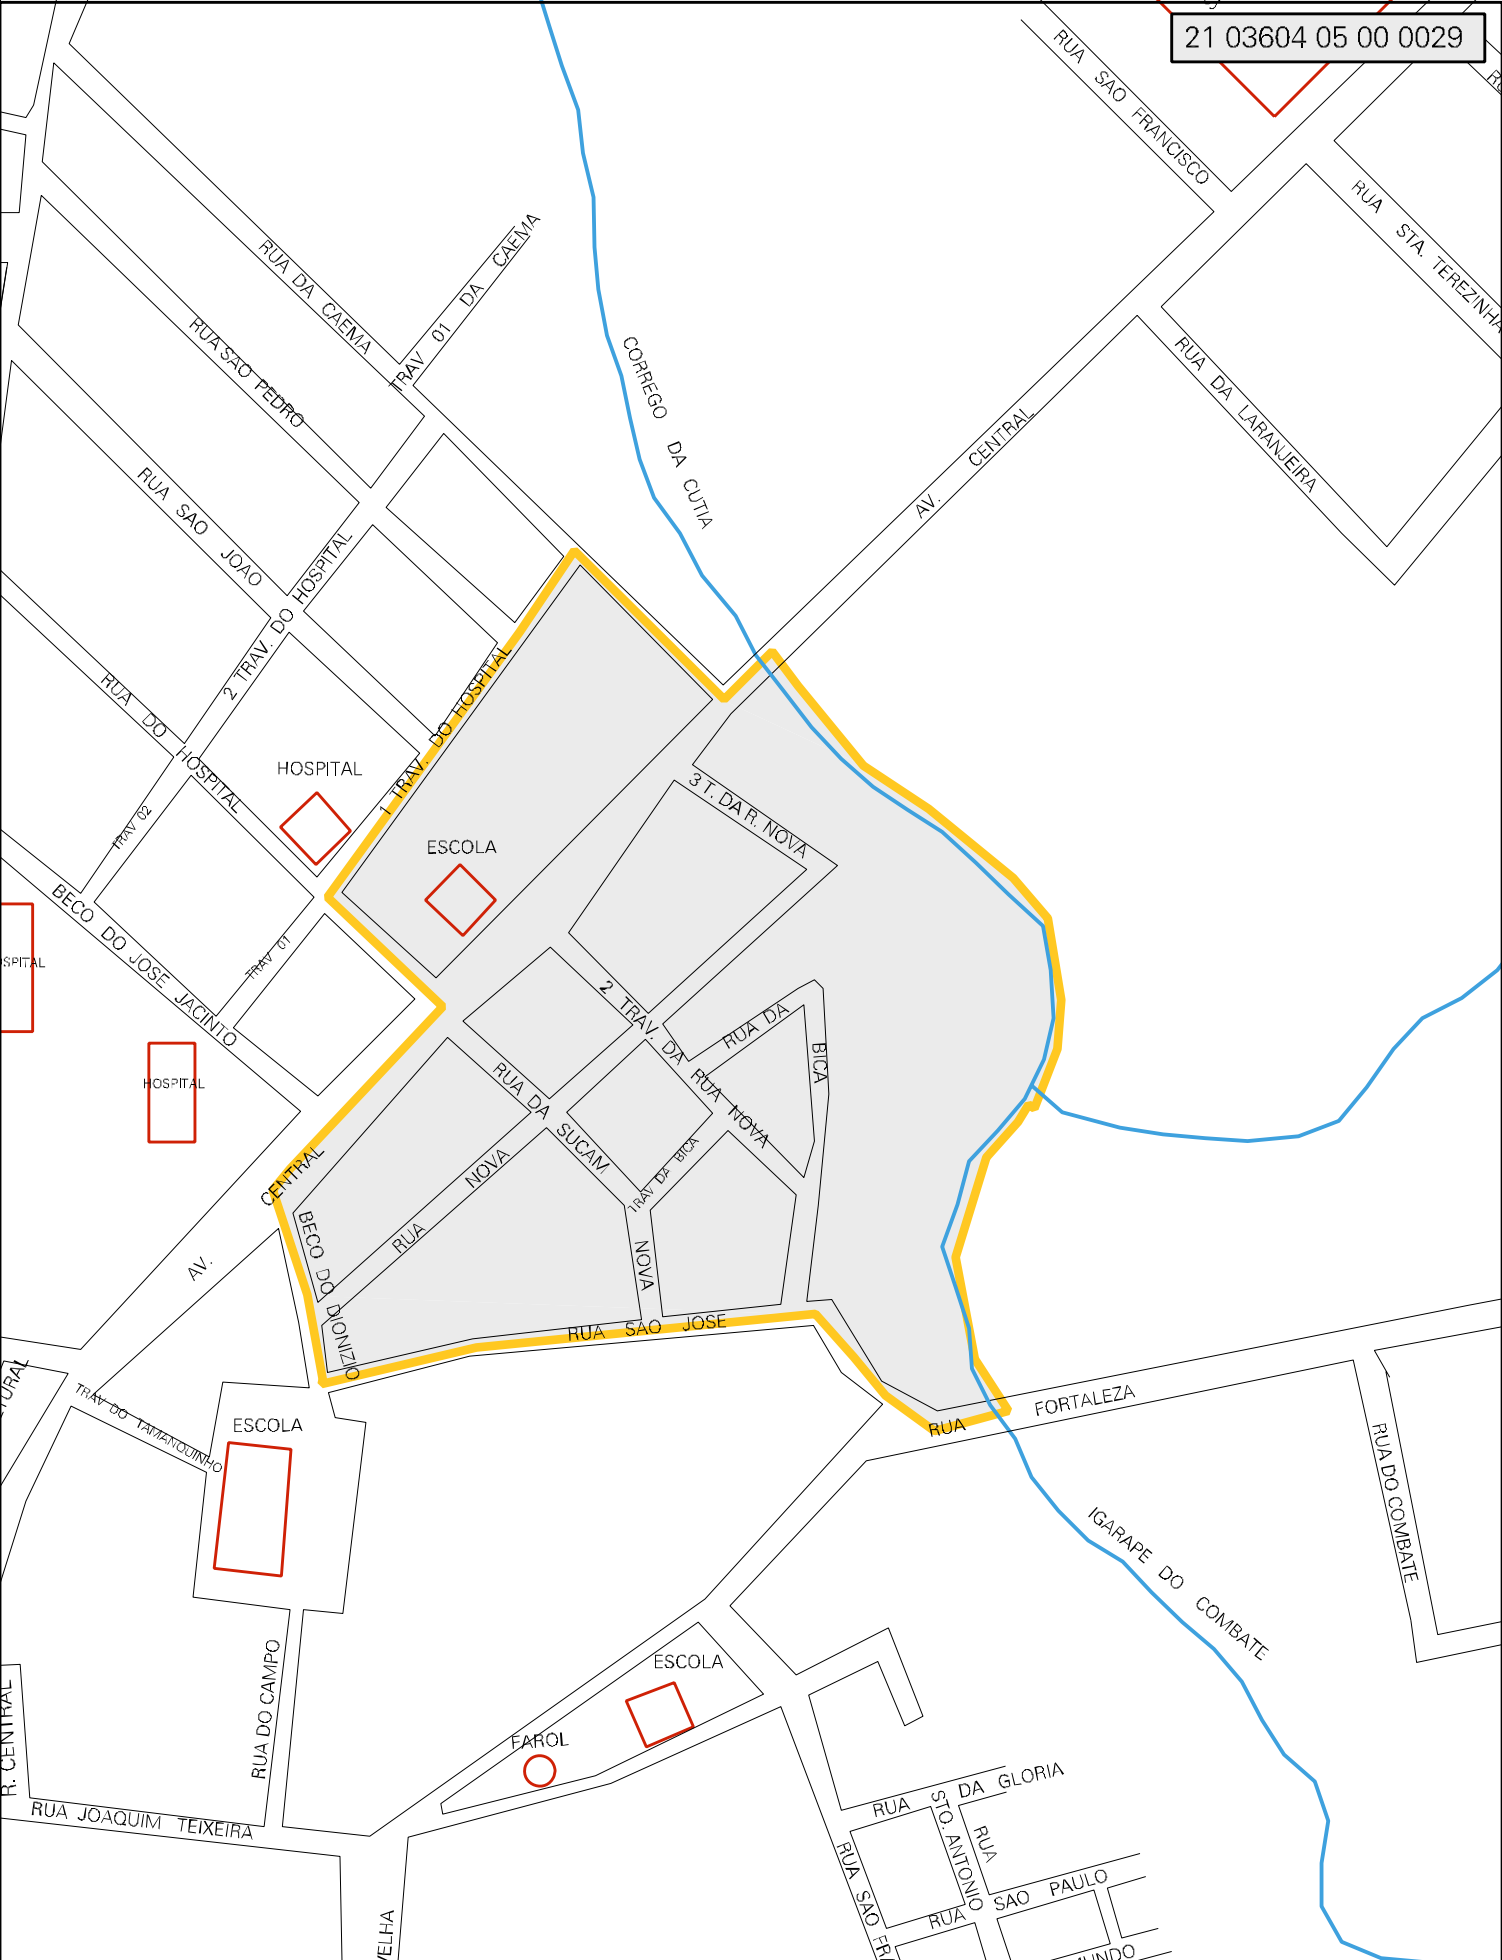 21 03604 05 00 0029
RUA SAO FRANCISCO
RUA STA. TEREZINHA
RUA DA CAEMA
TRAV 01 DA CAEMA
RUA SAO PEDRO
CORREGO DA CUTIA
RUA DA LARANJEIRA
AV. CENTRAL
RUA SAO JOAO
2 TRAV. DO HOSPITAL
RUA DO HOSPITAL
1 TRAV. DO HOSPITAL
HOSPITAL
TRAV 02
3 T. DA R. NOVA
ESCOLA
BECO DO JOSE JACINTO
TRAV 01
2 TRAV. DA RUA NOVA
RUA DA BICA
HOSPITAL
RUA DA SUCAM
TRAV DA BICA
RUA NOVA
NOVA
AV. CENTRAL
BECO DO DIONIZIO
RUA SAO JOSE
RUA FORTALEZA
TRAV DO TAMANQUINHO
ESCOLA
RUA DO COMBATE
IGARAPE DO COMBATE
RUA DO CAMPO
R. CENTRAL
ESCOLA
FAROL
RUA JOAQUIM TEIXEIRA
RUA DA GLORIA
RUA STO. ANTONIO
RUA SAO PAULO
RUA SAO FRA
VELHA